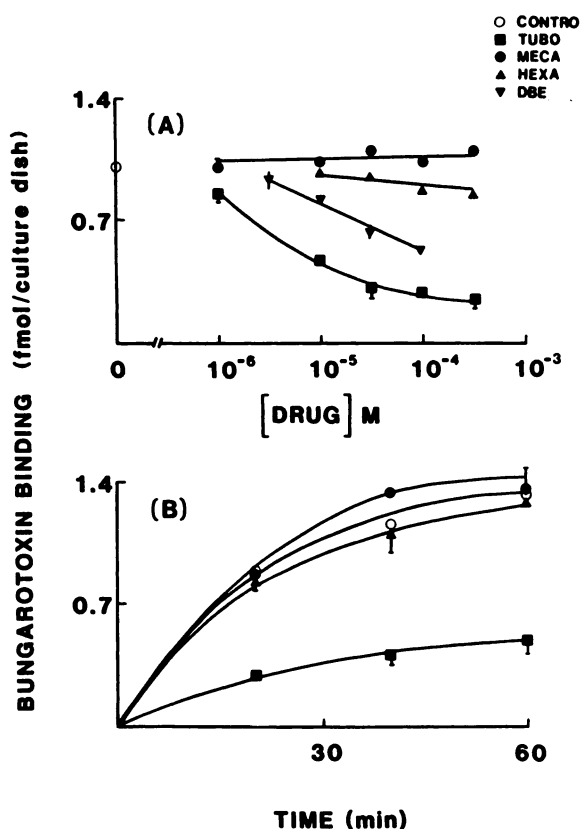 CONTRO
TUBO
MECA
HEXA
DBE
1.4
(A)
0.7
0 10⁻⁶ 10⁻⁵ 10⁻⁴ 10⁻³
[DRUG] M
BUNGAROTOXIN BINDING (fmol/culture dish)
1.4
(B)
0.7
30 60
TIME (min)